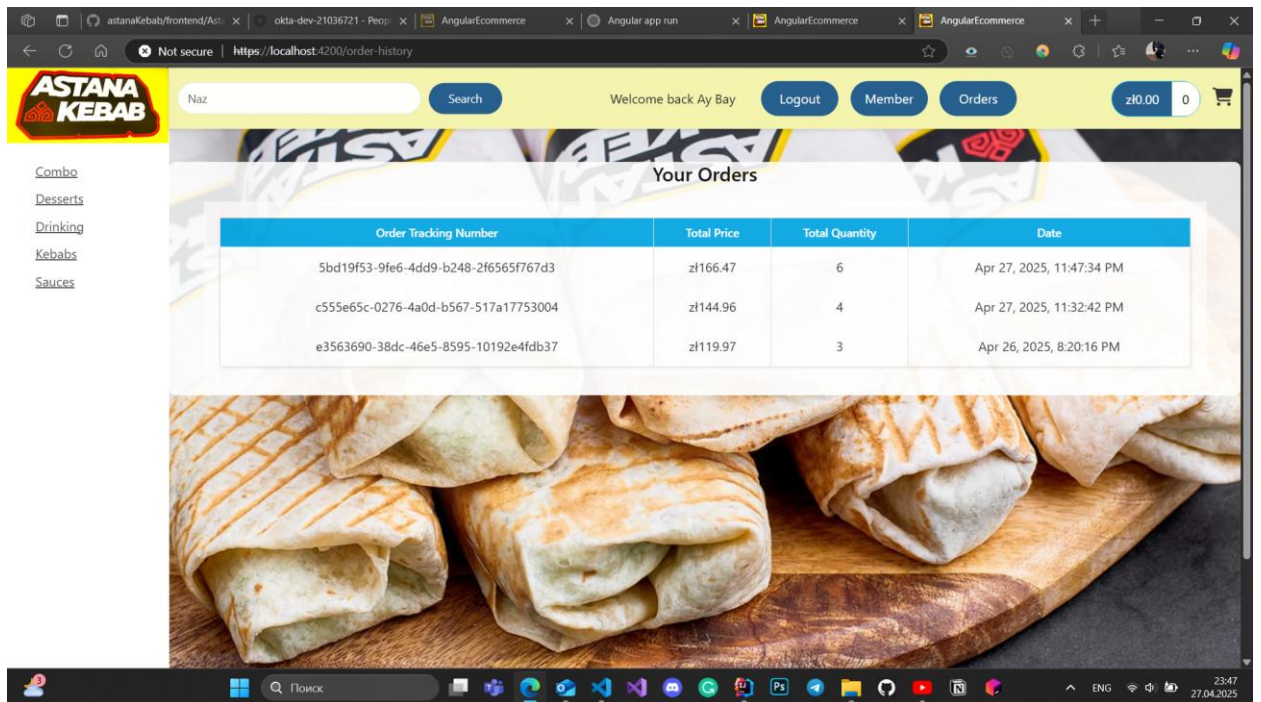 astanaKebab/frontend/Ast
okta-dev-21036721 - Peopl
AngularEcommerce
Angular app run
AngularEcommerce
AngularEcommerce
Not secure
https://localhost:4200/order-history
ASTANA
KEBAB
Naz
Search
Welcome back Ay Bay
Logout
Member
Orders
zł0.00
0
Combo
Desserts
Drinking
Kebabs
Sauces
Your Orders
Order Tracking Number Total Price Total Quantity Date
5bd19f53-9fe6-4dd9-b248-2f6565f767d3 zł166.47 6 Apr 27, 2025, 11:47:34 PM
c555e65c-0276-4a0d-b567-517a17753004 zł144.96 4 Apr 27, 2025, 11:32:42 PM
e3563690-38dc-46e5-8595-10192e4fdb37 zł119.97 3 Apr 26, 2025, 8:20:16 PM
3
Поиск
Ps
ENG
23:47
27.04.2025